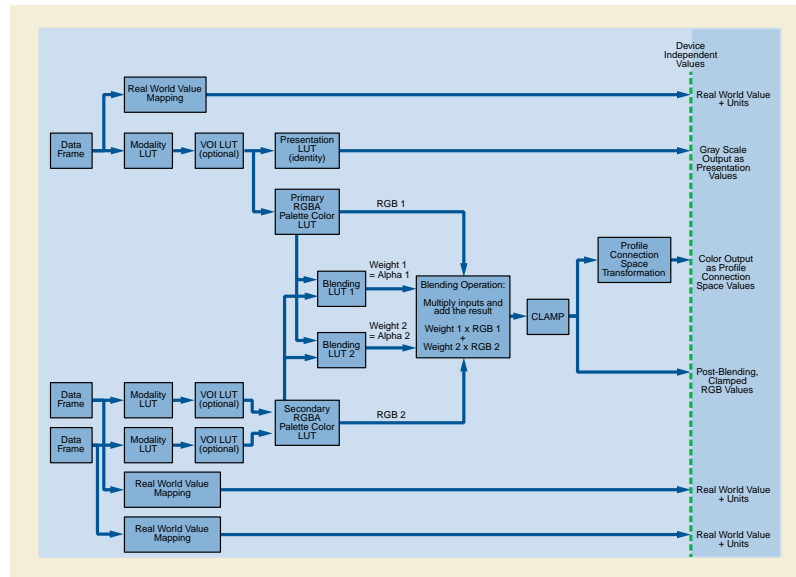 Device
Independent
Values
Real World Value
Mapping
Real World Value
+ Units
Data
Frame
Modality
LUT
VOI LUT
(optional)
Presentation
LUT
(identity)
Gray Scale
Output as
Presentation
Values
Primary
RGBA
Palette Color
LUT
RGB 1
Profile
Connection
Space
Transformation
Color Output
as Profile
Connection
Space Values
Blending
LUT 1
Weight 1
= Alpha 1
Blending Operation:
Multiply inputs and
add the result
Weight 1 x RGB 1
+
Weight 2 x RGB 2
CLAMP
Blending
LUT 2
Weight 2
= Alpha 2
Post-Blending,
Clamped
RGB Values
Data
Frame
Modality
LUT
VOI LUT
(optional)
Secondary
RGBA
Palette Color
LUT
RGB 2
Data
Frame
Modality
LUT
VOI LUT
(optional)
Real World Value
Mapping
Real World Value
+ Units
Real World Value
Mapping
Real World Value
+ Units